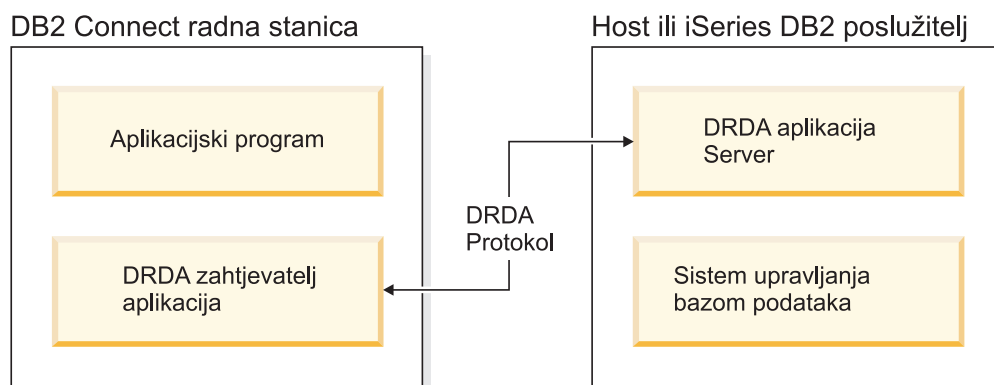 DB2 Connect radna stanica
Host ili iSeries DB2 poslužitelj
Aplikacijski program
DRDA aplikacija
Server
DRDA
Protokol
DRDA zahtjevatelj
aplikacija
Sistem upravljanja
bazom podataka